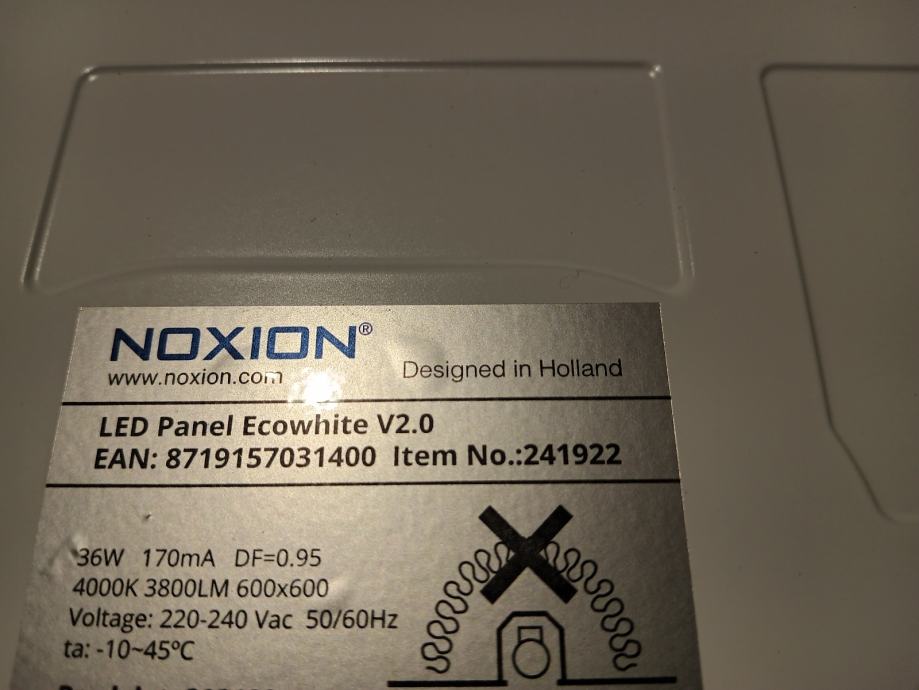 NOXION®
www.noxion.com
Designed in Holland
LED Panel Ecowhite V2.0
EAN: 8719157031400 Item No.:241922
36W 170mA DF=0.95
4000K 3800LM 600x600
Voltage: 220-240 Vac 50/60Hz
ta: -10~45ºC